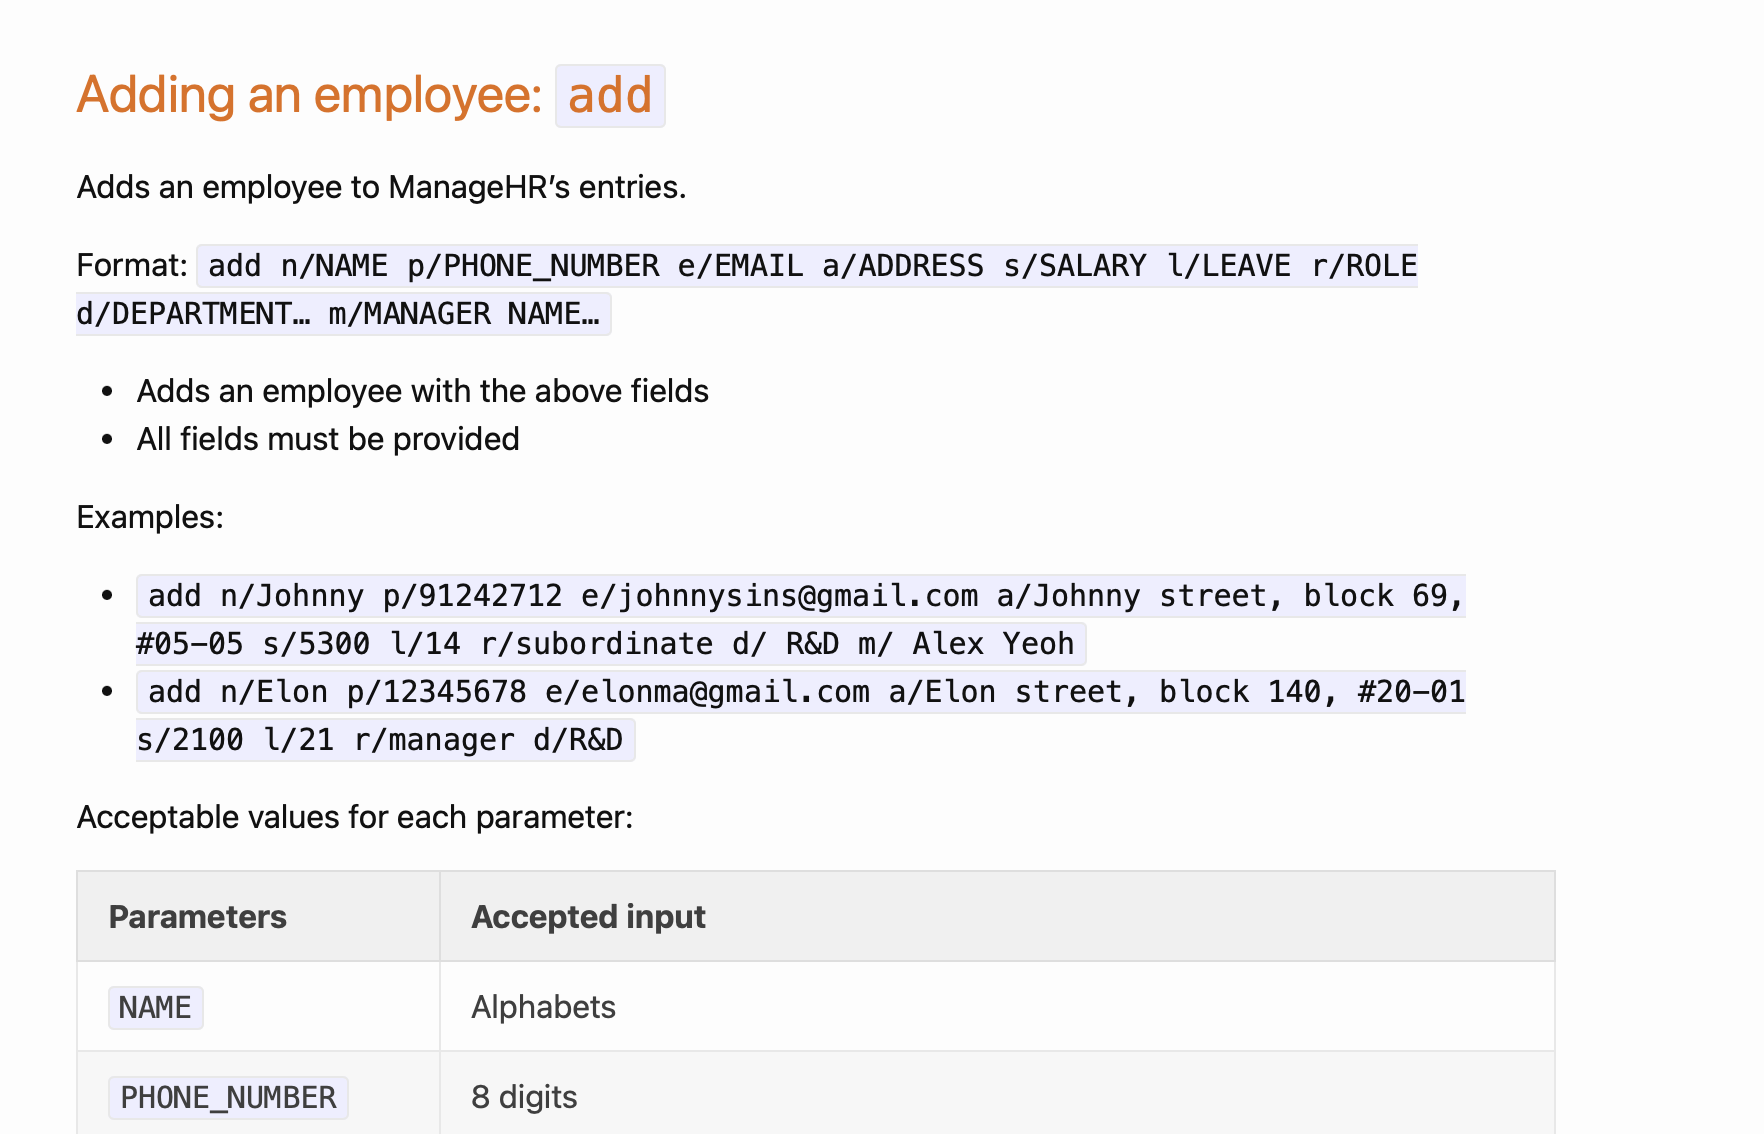 Adding an employee: add
Adds an employee to ManageHR’s entries.
Format: add n/NAME p/PHONE_NUMBER e/EMAIL a/ADDRESS s/SALARY l/LEAVE r/ROLE
d/DEPARTMENT… m/MANAGER NAME…
• Adds an employee with the above fields
• All fields must be provided
Examples:
• add n/Johnny p/91242712 e/johnnysins@gmail.com a/Johnny street, block 69,
#05-05 s/5300 l/14 r/subordinate d/ R&D m/ Alex Yeoh
• add n/Elon p/12345678 e/elonma@gmail.com a/Elon street, block 140, #20-01
s/2100 l/21 r/manager d/R&D
Acceptable values for each parameter:
Parameters Accepted input
NAME Alphabets
PHONE_NUMBER 8 digits